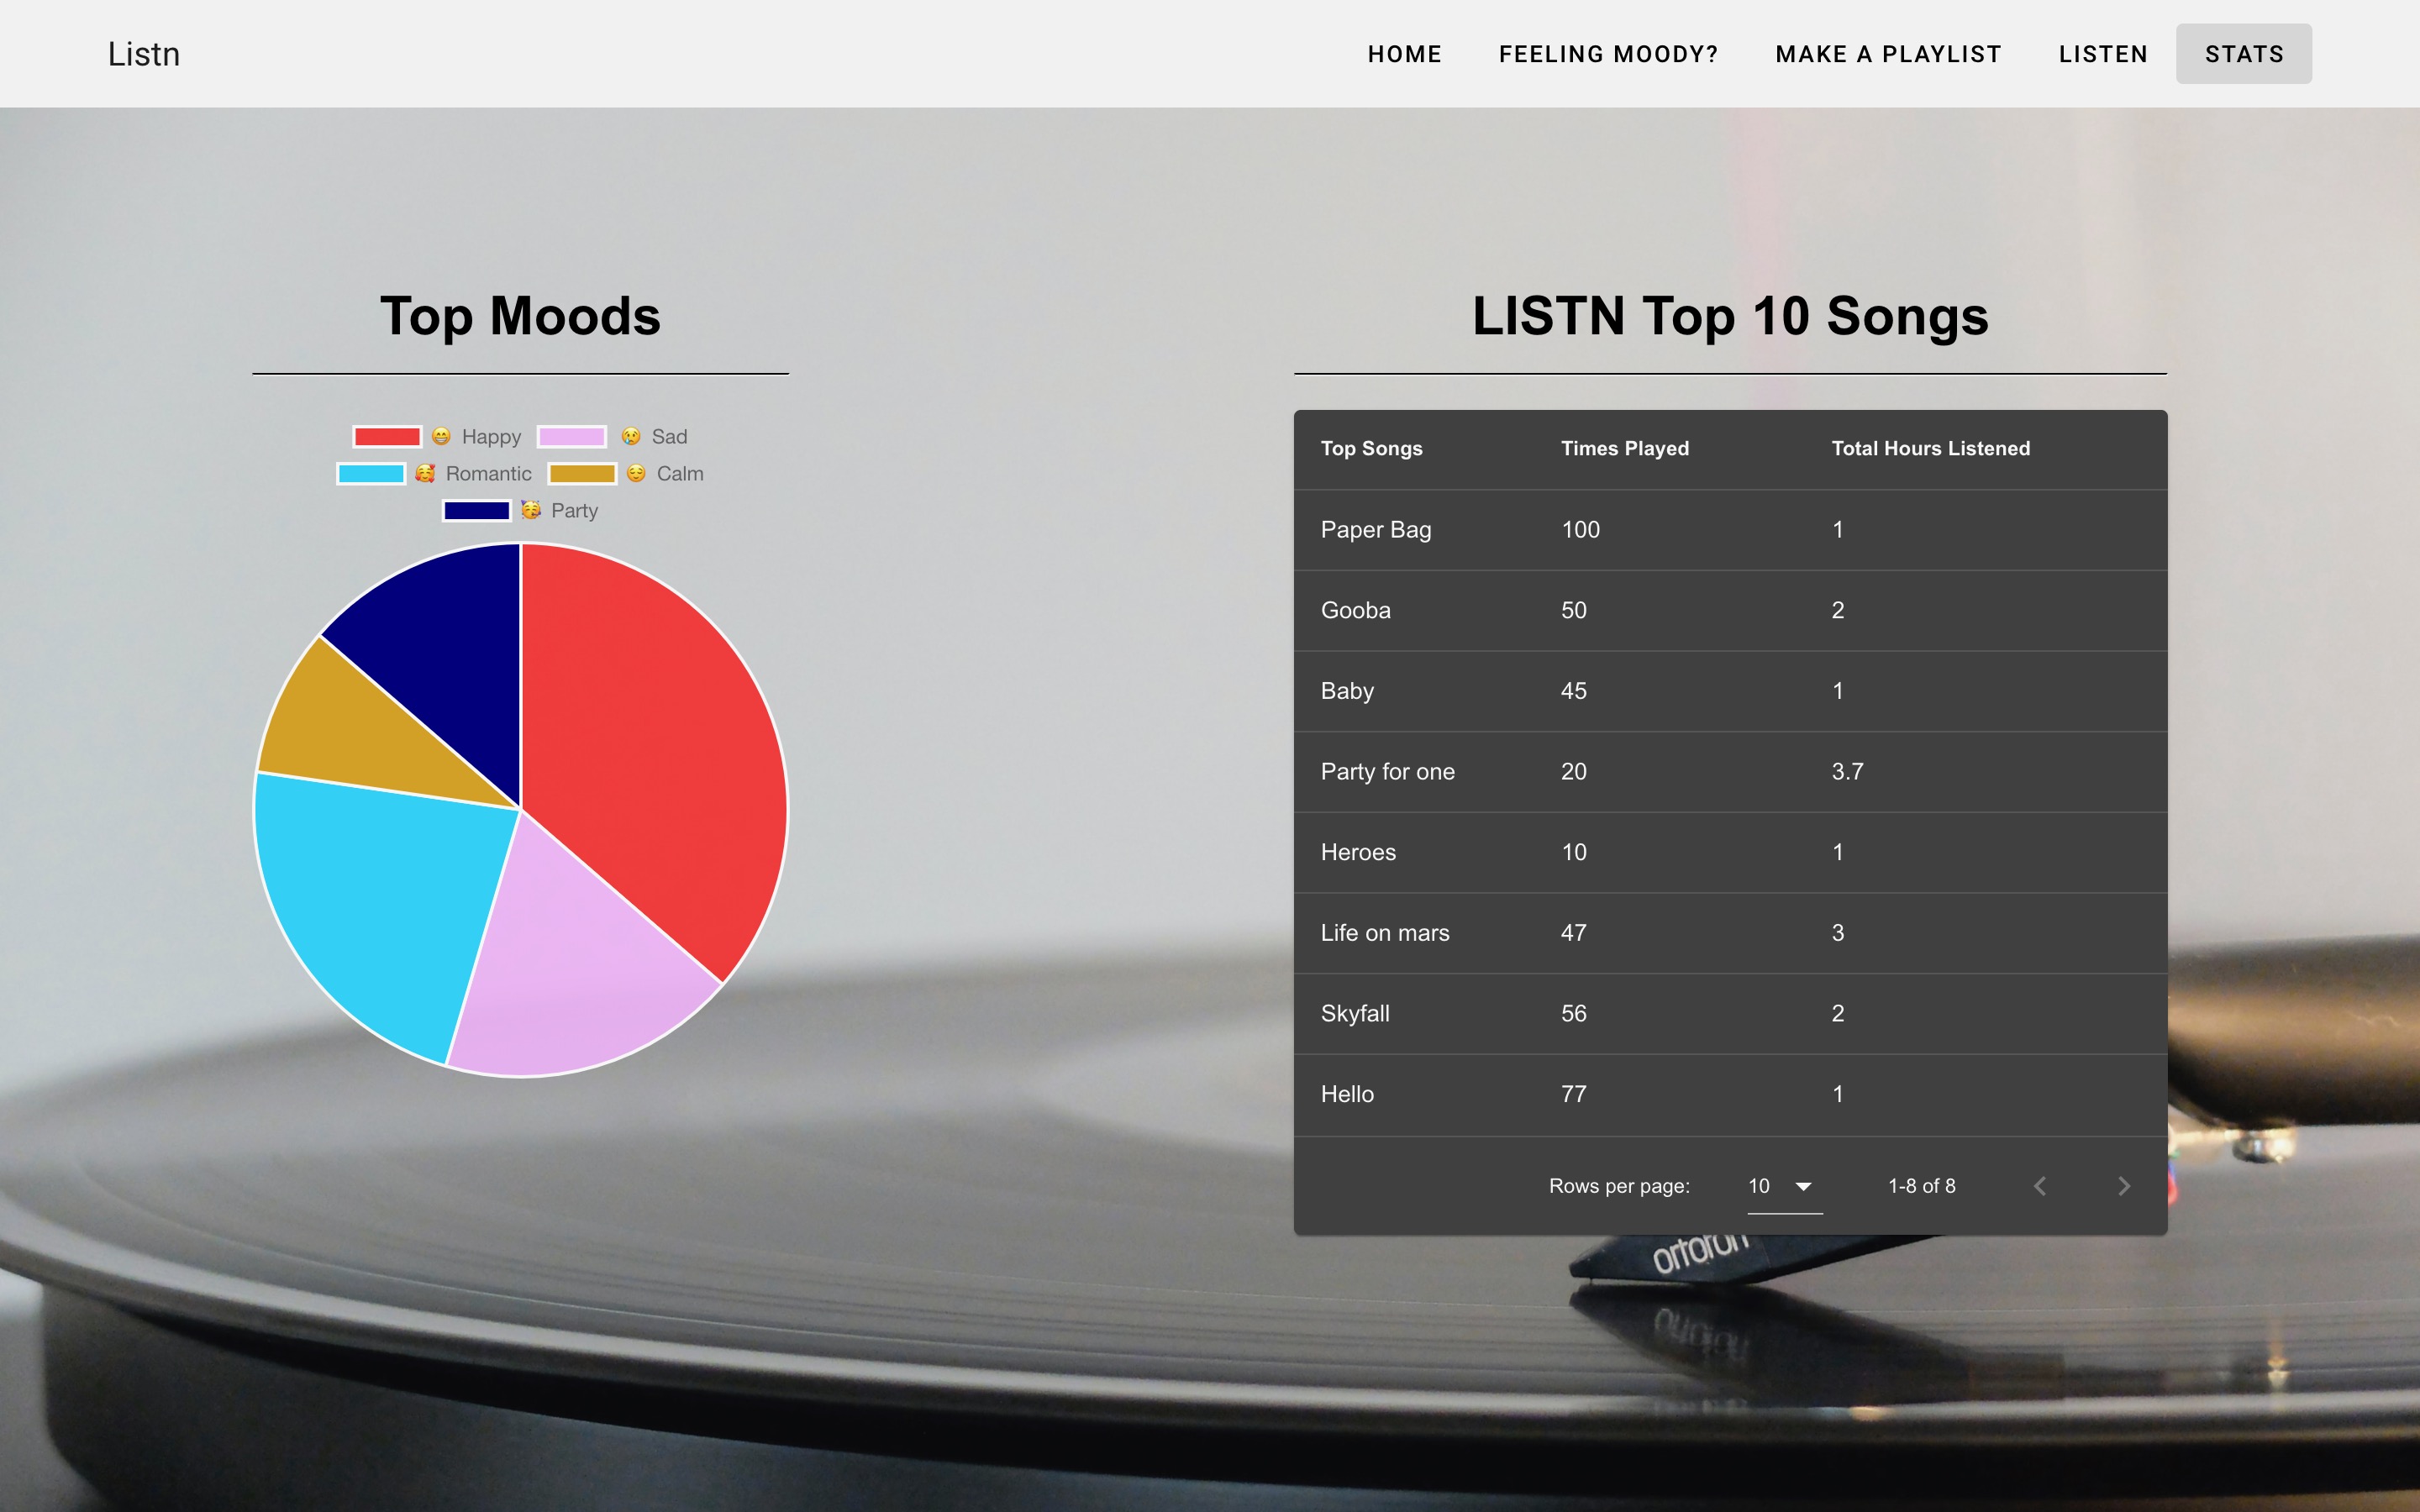 Listn
HOME FEELING MOODY? MAKE A PLAYLIST LISTEN STATS
Top Moods
😁 Happy 😢 Sad
🥰 Romantic 😌 Calm
🥳 Party
LISTN Top 10 Songs
Top Songs Times Played Total Hours Listened
Paper Bag 100 1
Gooba 50 2
Baby 45 1
Party for one 20 3.7
Heroes 10 1
Life on mars 47 3
Skyfall 56 2
Hello 77 1
Rows per page: 10 1-8 of 8
ortofon